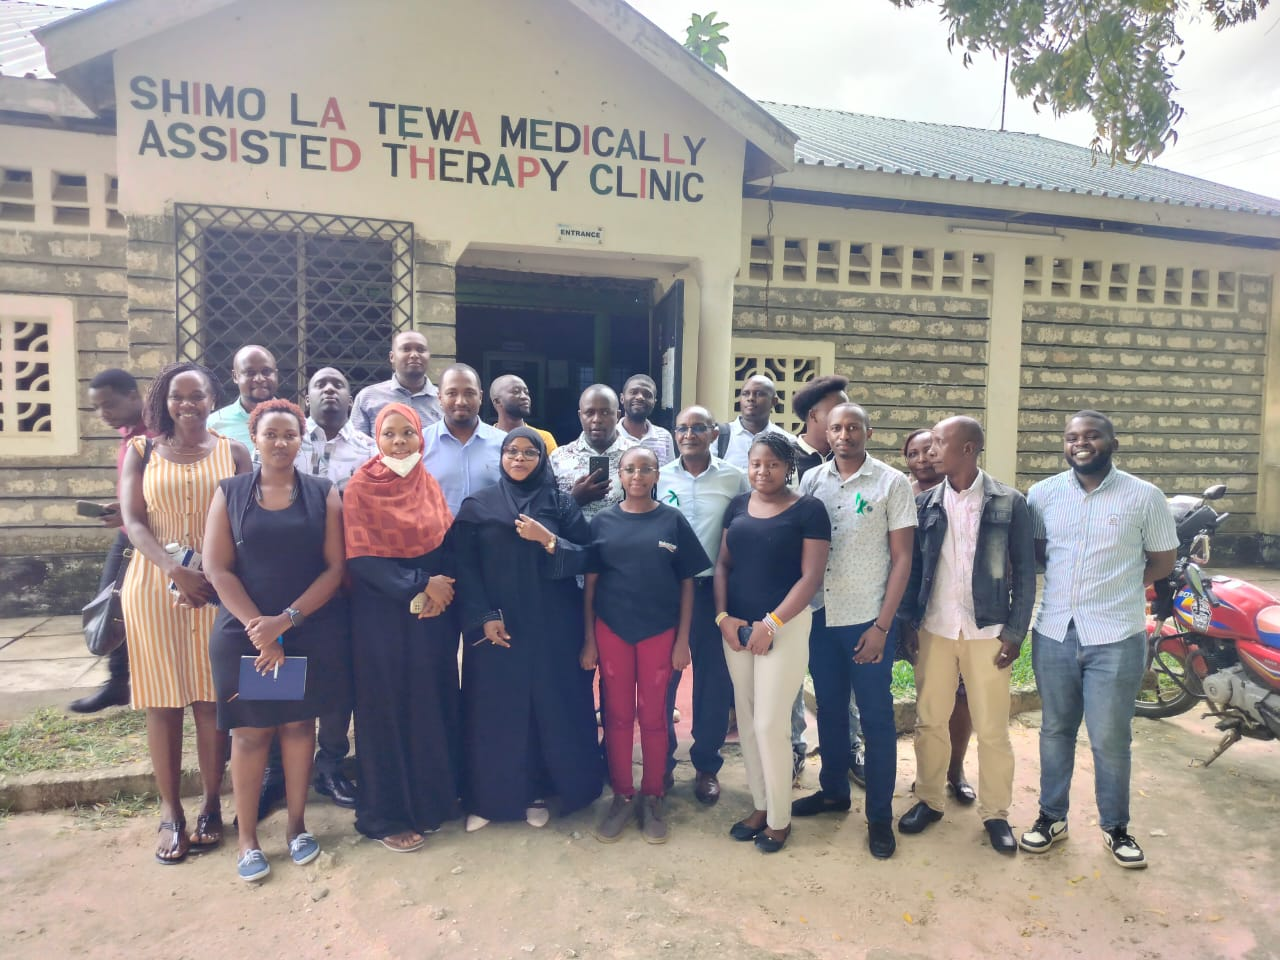 SHIMO LA TEWA MEDICALLY
ASSISTED THERAPY CLINIC
ENTRANCE